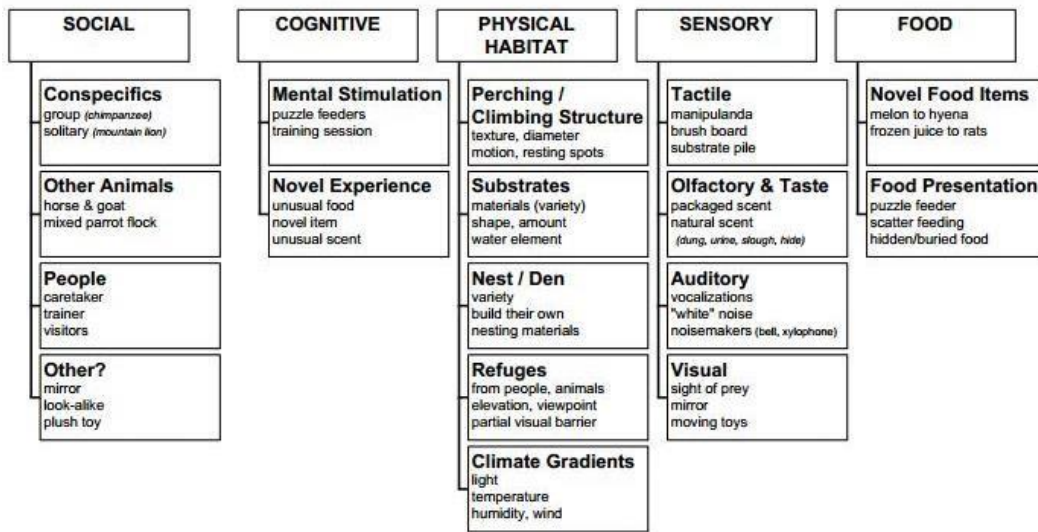 SOCIAL
Conspecifics
group (chimpanzee)
solitary (mountain lion)
Other Animals
horse & goat
mixed parrot flock
People
caretaker
trainer
visitors
Other?
mirror
look-alike
plush toy
COGNITIVE
Mental Stimulation
puzzle feeders
training session
Novel Experience
unusual food
novel item
unusual scent
PHYSICAL
HABITAT
Perching /
Climbing Structure
texture, diameter
motion, resting spots
Substrates
materials (variety)
shape, amount
water element
Nest / Den
variety
build their own
nesting materials
Refuges
from people, animals
elevation, viewpoint
partial visual barrier
Climate Gradients
light
temperature
humidity, wind
SENSORY
Tactile
manipulanda
brush board
substrate pile
Olfactory & Taste
packaged scent
natural scent
(dung, urine, slough, hide)
Auditory
vocalizations
"white" noise
noisemakers (bell, xylophone)
Visual
sight of prey
mirror
moving toys
FOOD
Novel Food Items
melon to hyena
frozen juice to rats
Food Presentation
puzzle feeder
scatter feeding
hidden/buried food